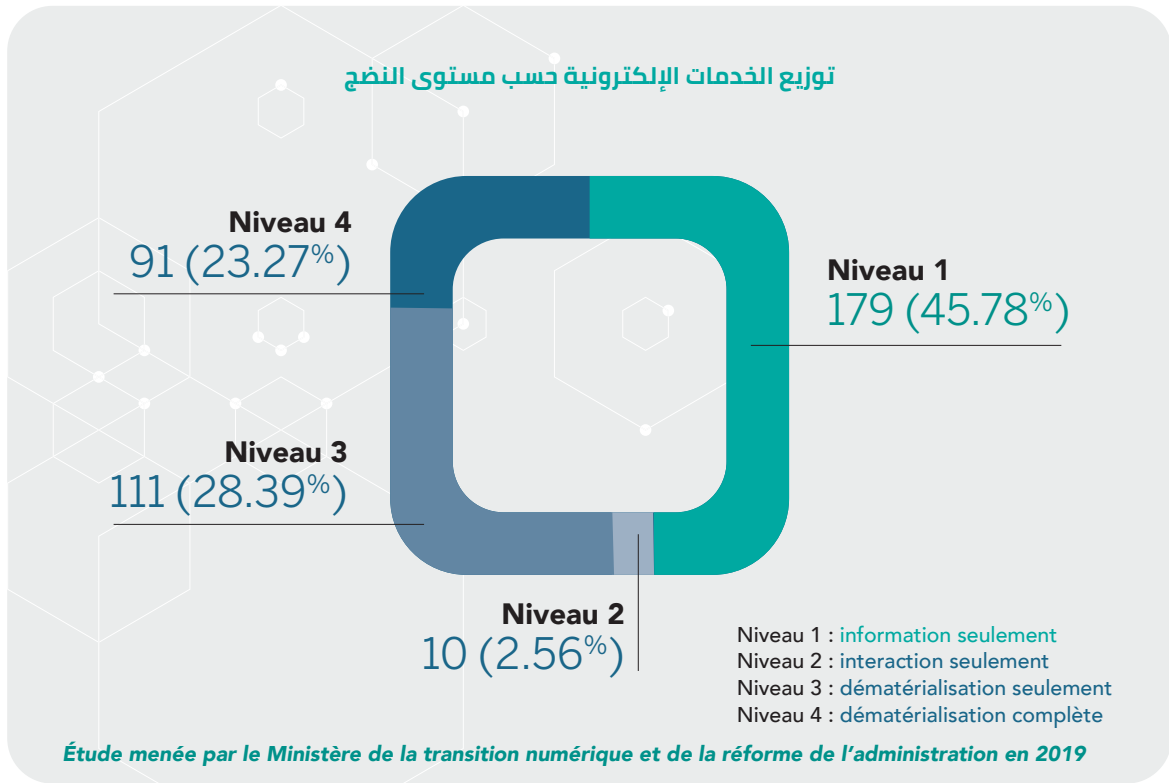 توزيع الخدمات الإلكترونية حسب مستوى النضج
Niveau 4
91 (23.27%)
Niveau 1
179 (45.78%)
Niveau 3
111 (28.39%)
Niveau 2
10 (2.56%)
Niveau 1 : information seulement
Niveau 2 : interaction seulement
Niveau 3 : dématérialisation seulement
Niveau 4 : dématérialisation complète
Étude menée par le Ministère de la transition numérique et de la réforme de l’administration en 2019